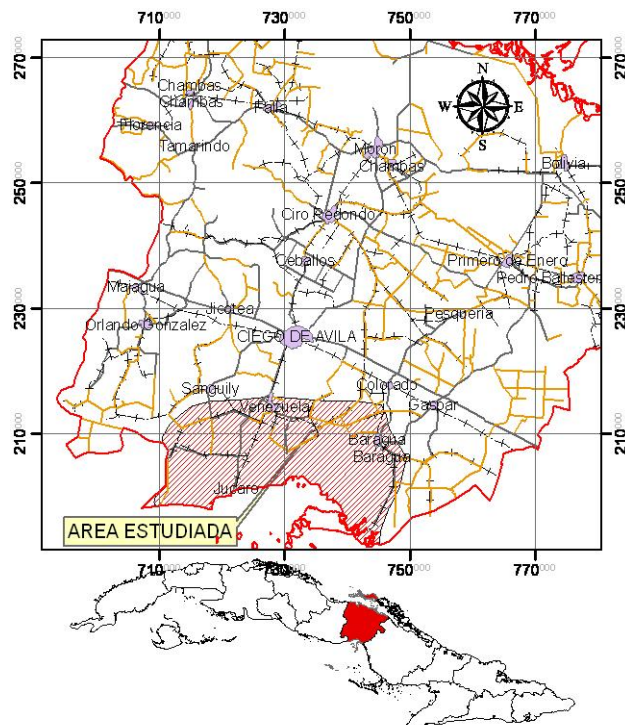 710000 730000 750000 770000
270000 270000
N
W E
S
Chambas
Chambas
Falla
Florencia
Tamarindo
Moron
Chambas
Bolivia
250000 250000
Ciro Redondo
Ceballos
Primero de Enero
Pedro Ballester
Majagua
230000 230000
Jicotea
Orlando Gonzalez
Pesqueria
CIEGO DE AVILA
Sanguily
Colorado
Venezuela
Gaspar
210000 210000
Baragua
Baragua
Jucaro
AREA ESTUDIADA
710000 730000 750000 770000